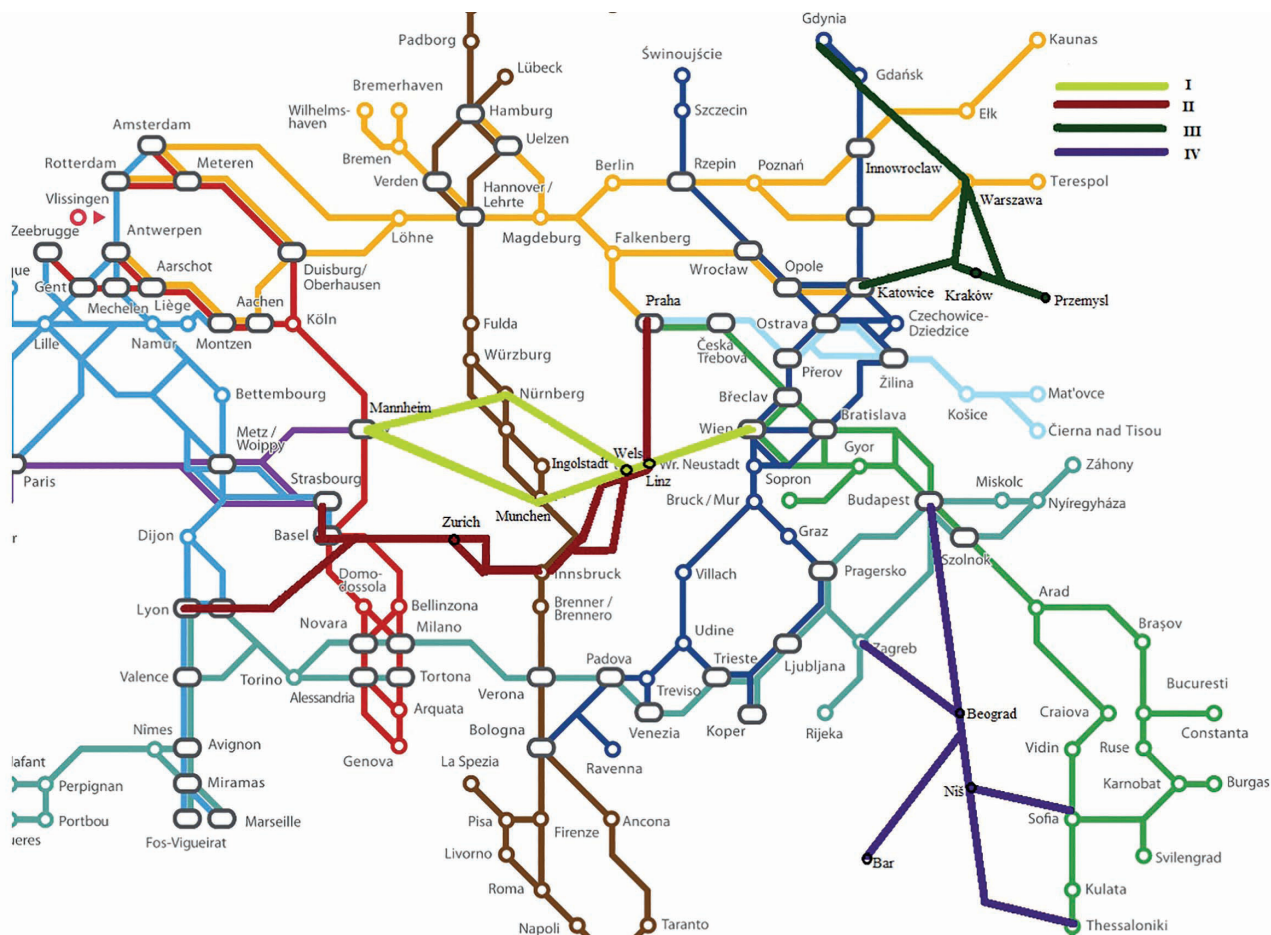 Gdynia
Padborg
Świnoujście
Kaunas
Lübeck
Gdańsk
I
Bremerhaven
Wilhelms-
haven
Hamburg
Szczecin
II
Ełk
Amsterdam
III
Uelzen
Bremen
Berlin
Rzepin
Poznań
Innowroclaw
IV
Rotterdam
Meteren
Verden
Hannover /
Lehrte
Terespol
Vlissingen
Warszawa
Zeebrugge
Antwerpen
Löhne
Magdeburg
Falkenberg
Aarschot
Duisburg/
Oberhausen
Wrocław
Opole
que
Gent
Mechelen
Liège
Aachen
Praha
Katowice
Kraków
Przemysl
Lille
Namur
Montzen
Köln
Fulda
Česká
Třebová
Ostrava
Czechowice-
Dziedzice
Würzburg
Přerov
Žilina
Bettembourg
Nürnberg
Břeclav
Košice
Mat'ovce
Mannheim
Metz /
Woippy
Wien
Bratislava
Čierna nad Tisou
Gyor
Paris
Ingolstadt
Wels
Wr. Neustadt
Linz
Sopron
Záhony
Strasbourg
Budapest
Miskolc
Nyíregyháza
Bruck / Mur
Munchen
Zurich
Dijon
Basel
Graz
r
Szolnok
Innsbruck
Villach
Pragersko
Domo-
dossola
Bellinzona
Arad
Lyon
Brenner /
Brennero
Novara
Milano
Udine
Brașov
Zagreb
Trieste
Ljubljana
Padova
Valence
Torino
Alessandria
Tortona
Verona
Treviso
Bucuresti
Arquata
Beograd
Craiova
Constanta
Nîmes
Bologna
Venezia
Koper
Rijeka
Avignon
Genova
Ravenna
Vidin
Ruse
lafant
Perpignan
Miramas
La Spezia
Niš
Karnobat
Burgas
Portbou
ueres
Fos-Vigueirat
Marseille
Pisa
Firenze
Ancona
Sofia
Livorno
Bar
Svilengrad
Roma
Kulata
Napoli
Taranto
Thessaloniki